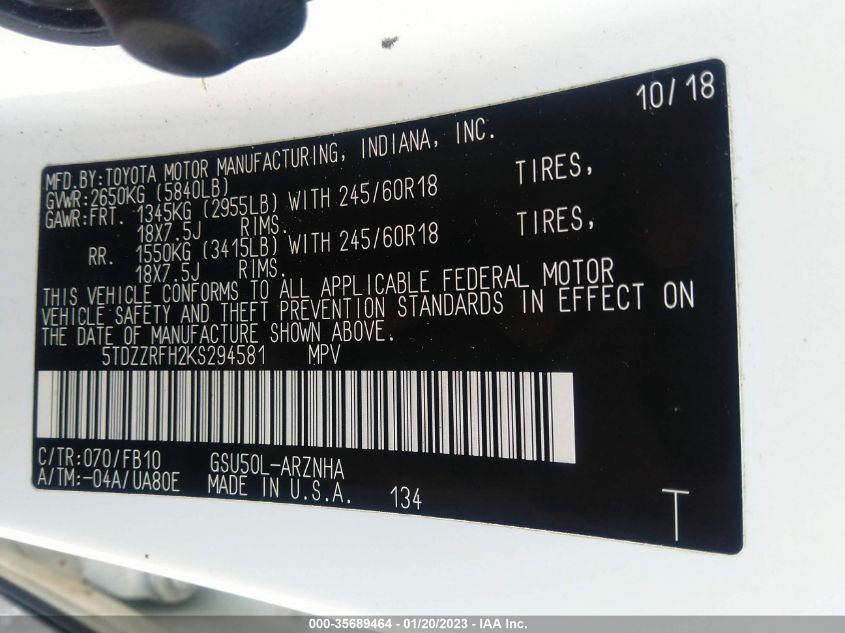 10/18
MFD.BY:TOYOTA MOTOR MANUFACTURING, INDIANA, INC.
GVWR:2650KG (5840LB)
GAWR:FRT. 1345KG (2955LB) WITH 245/60R18 TIRES,
18X7.5J RIMS.
RR. 1550KG (3415LB) WITH 245/60R18 TIRES,
18X7.5J RIMS.
THIS VEHICLE CONFORMS TO ALL APPLICABLE FEDERAL MOTOR
VEHICLE SAFETY AND THEFT PREVENTION STANDARDS IN EFFECT ON
THE DATE OF MANUFACTURE SHOWN ABOVE.
5TDZZRFH2KS294581 MPV
C/TR:070/FB10 GSU50L-ARZNHA
A/TM:-04A/UA80E MADE IN U.S.A. 134
T
000-35689464 - 01/20/2023 - IAA Inc.